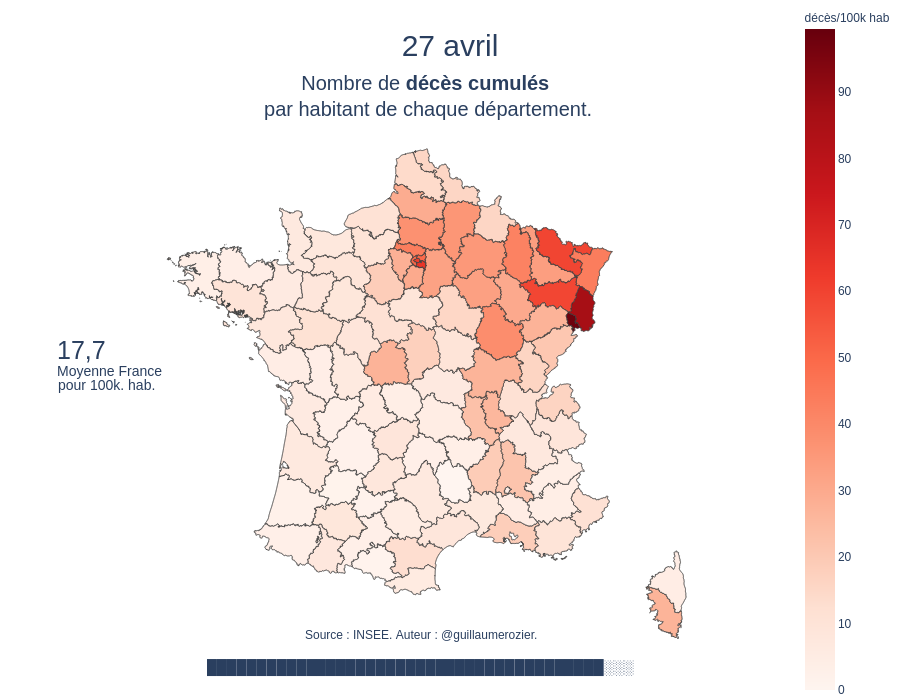 décès/100k hab
27 avril
Nombre de décès cumulés
par habitant de chaque département.
90
80
70
60
50
40
30
20
10
0
17,7
Moyenne France
pour 100k. hab.
Source : INSEE. Auteur : @guillaumerozier.